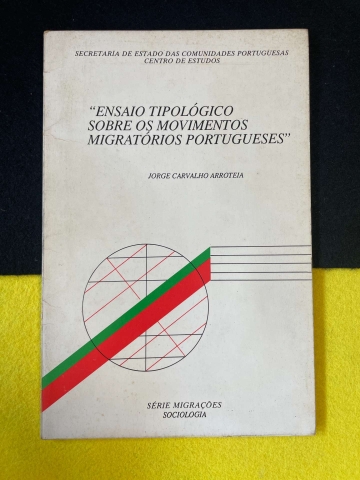 SECRETARIA DE ESTADO DAS COMUNIDADES PORTUGUESAS
CENTRO DE ESTUDOS
“ENSAIO TIPOLÓGICO
SOBRE OS MOVIMENTOS
MIGRATÓRIOS PORTUGUESES”
JORGE CARVALHO ARROTEIA
SÉRIE MIGRAÇÕES
SOCIOLOGIA